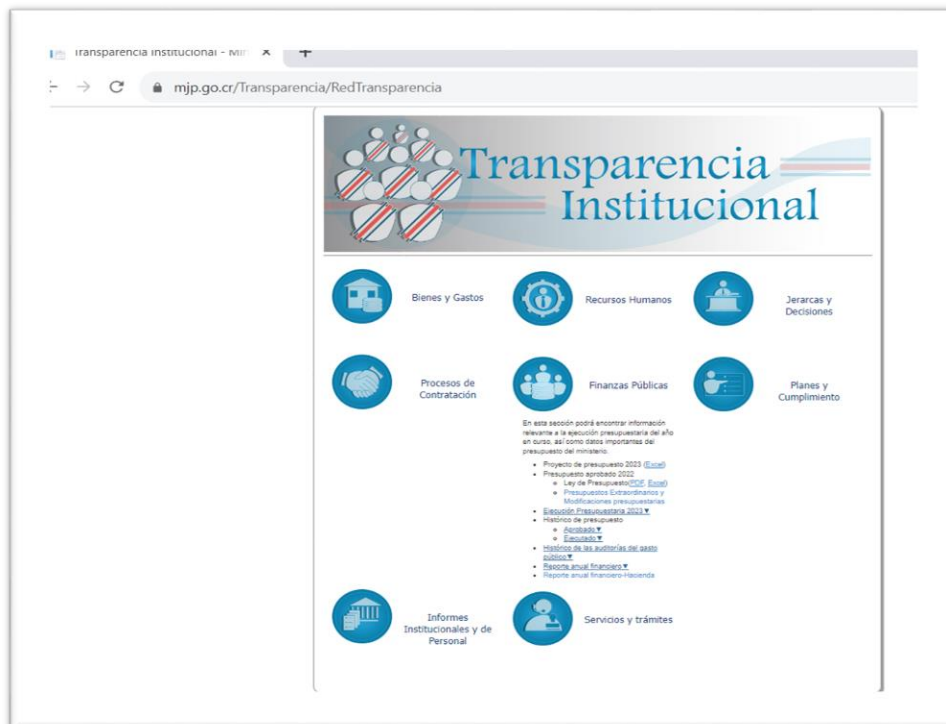 Transparencia Institucional - Min
mjp.go.cr/Transparencia/RedTransparencia
Transparencia
Institucional
Bienes y Gastos
Recursos Humanos
Jerarcas y
Decisiones
Procesos de
Contratación
Finanzas Públicas
Planes y
Cumplimiento
En esta sección podrá encontrar información
relevante a la ejecución presupuestaria del año
en curso, así como datos importantes del
presupuesto del ministerio.
Proyecto de presupuesto 2023 (Excel)
Presupuesto aprobado 2022
Ley de Presupuesto(PDF, Excel)
Presupuestos Extraordinarios y
Modificaciones presupuestarias
Ejecución Presupuestaria 2023▼
Histórico de presupuesto
Aprobado▼
Ejecutado▼
Histórico de las auditorías del gasto
público▼
Reporte anual financiero▼
Reporte anual financiero-Hacienda
Informes
Institucionales y de
Personal
Servicios y trámites